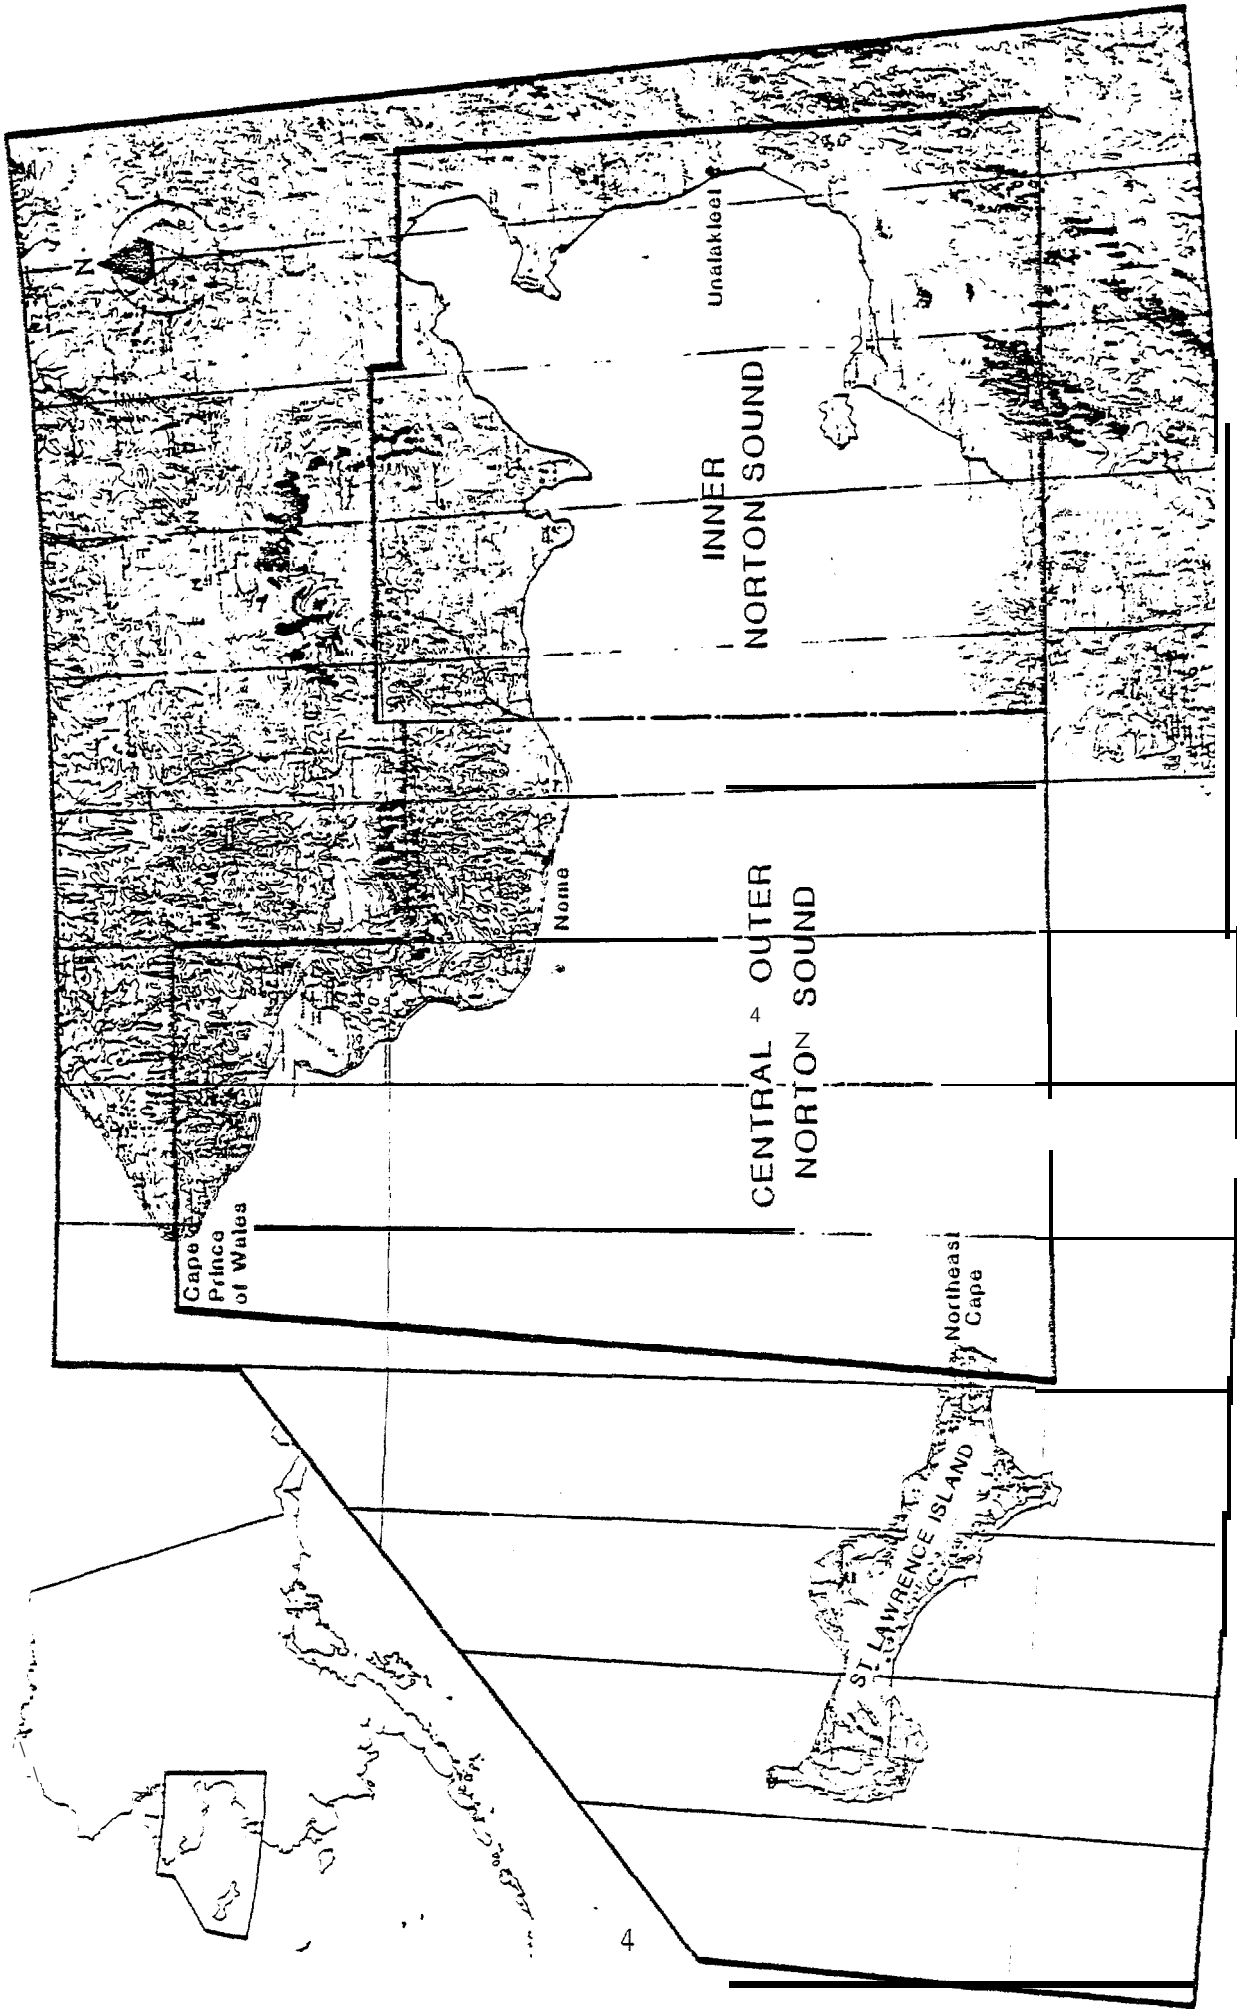 N
Unalakleet
INNER
NORTON SOUND
Nome
CENTRAL 4 OUTER
NORTON SOUND
Cape
Prince
of Wales
Northeast
Cape
ST LAWRENCE ISLAND
4